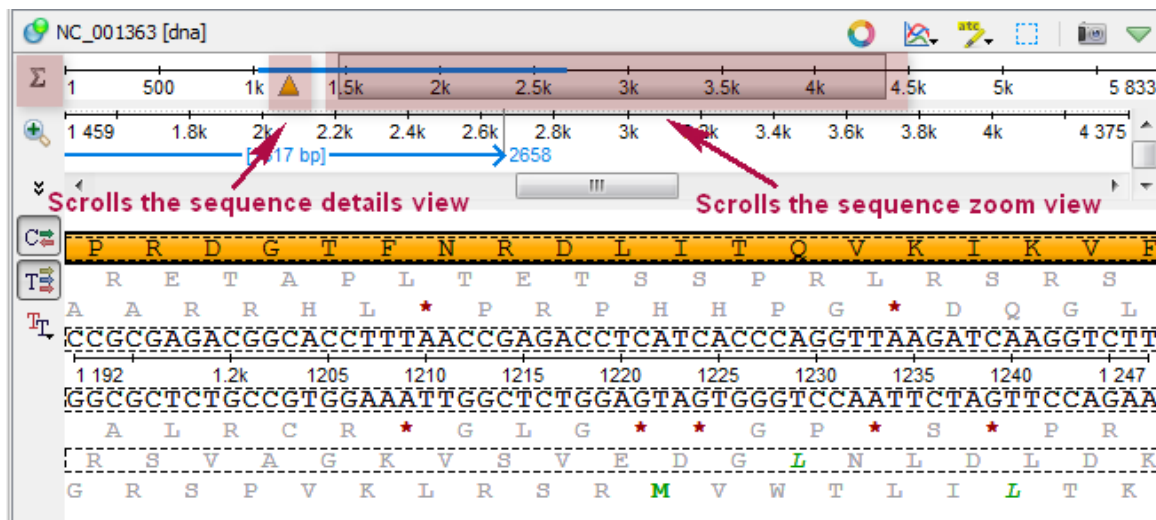 NC_001363 [dna]
atc
Σ
1 500 1k 1.5k 2k 2.5k 3k 3.5k 4k 4.5k 5k 5 833
1 459 1.8k 2k 2.2k 2.4k 2.6k 2.8k 3k 3.4k 3.6k 3.8k 4k 4 375
2658
Scrolls the sequence details view
Scrolls the sequence zoom view
P R D G T F N R D L I T Q V K I K V F
R E T A P L T E T S S P R L R S R S
A A R R H L * P R P H H P G * D Q G L
CCGCGAGACGGCACCTTTAACCGAGACCTCATCACCCAGGTTAAGATCAAGGTCTT
1 192 1.2k 1205 1210 1215 1220 1225 1230 1235 1240 1 247
GGCGCTCTGCCGTGGAAATTGGCTCTGGAGTAGTGGGTCCAATTCTAGTTCCAGAA
A L R C R * G L G * * G P * S * P R
R S V A G K V S V E D G L N L D L D K
G R S P V K L R S R M V W T L I L T K
C
T
TT